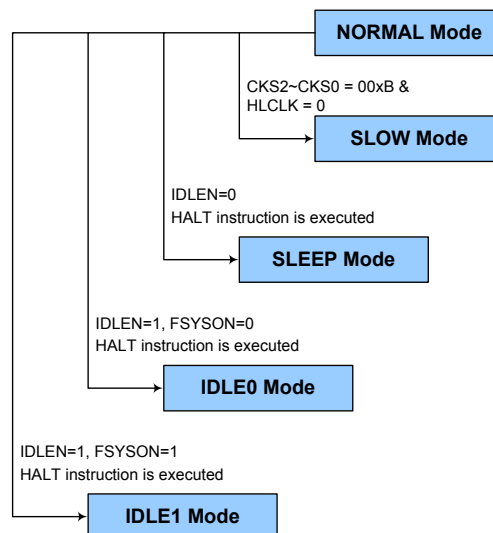 NORMAL Mode
CKS2~CKS0 = 00xB &
HLCLK = 0
SLOW Mode
IDLEN=0
HALT instruction is executed
SLEEP Mode
IDLEN=1, FSYSON=0
HALT instruction is executed
IDLE0 Mode
IDLEN=1, FSYSON=1
HALT instruction is executed
IDLE1 Mode